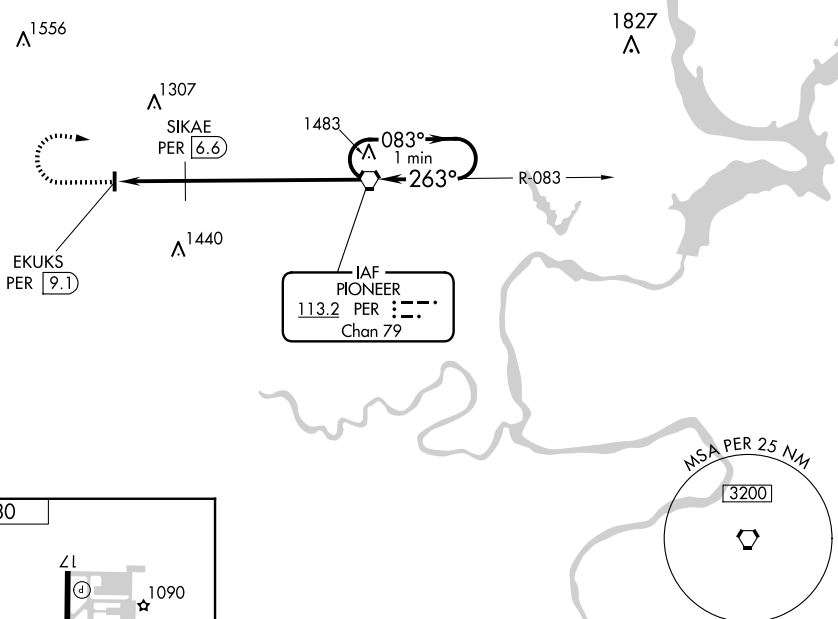 1556
1827
1307
SIKAE
PER 6.6
1483
083°
1 min
263°
R-083
1440
EKUKS
PER 9.1
IAF
PIONEER
113.2 PER
Chan 79
MSA PER 25 NM
3200
17
P
1090